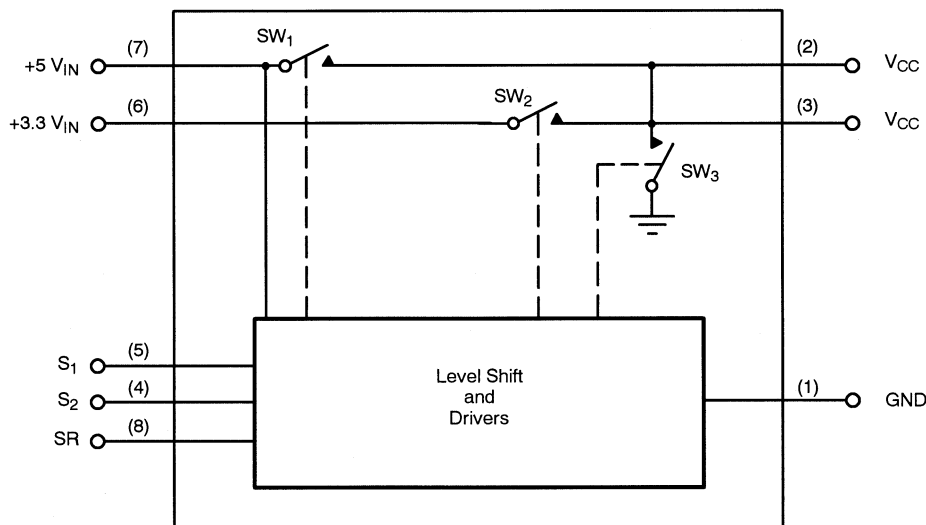 SW1
+5 VIN (7) (2) VCC
SW2
+3.3 VIN (6) (3) VCC
SW3
S1 (5)
Level Shift
and
Drivers
S2 (4)
(1) GND
SR (8)